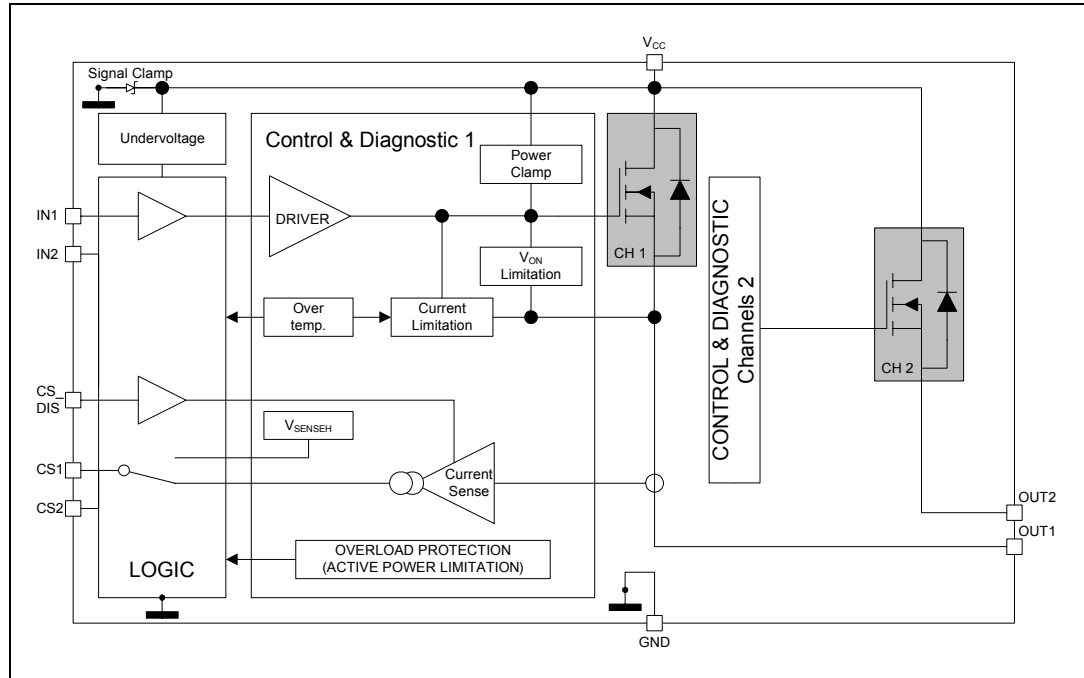 VCC
Signal Clamp
Undervoltage
Control & Diagnostic 1
Power
Clamp
IN1
DRIVER
IN2
CH 1
VON
Limitation
Over
temp.
Current
Limitation
CONTROL & DIAGNOSTIC
Channels 2
CH 2
CS_
DIS
VSENSEH
CS1
Current
Sense
CS2
OUT2
OUT1
OVERLOAD PROTECTION
(ACTIVE POWER LIMITATION)
LOGIC
GND